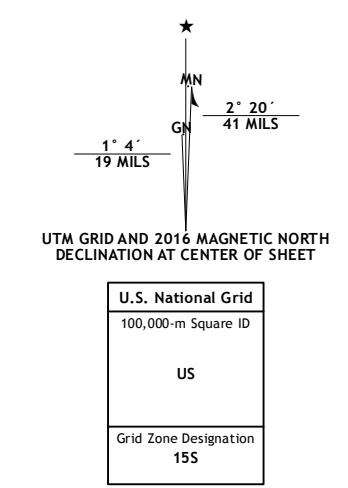 ★
MN
2° 20´
41 MILS
GN
1° 4´
19 MILS
UTM GRID AND 2016 MAGNETIC NORTH
DECLINATION AT CENTER OF SHEET
U.S. National Grid
100,000-m Square ID
US
Grid Zone Designation
15S